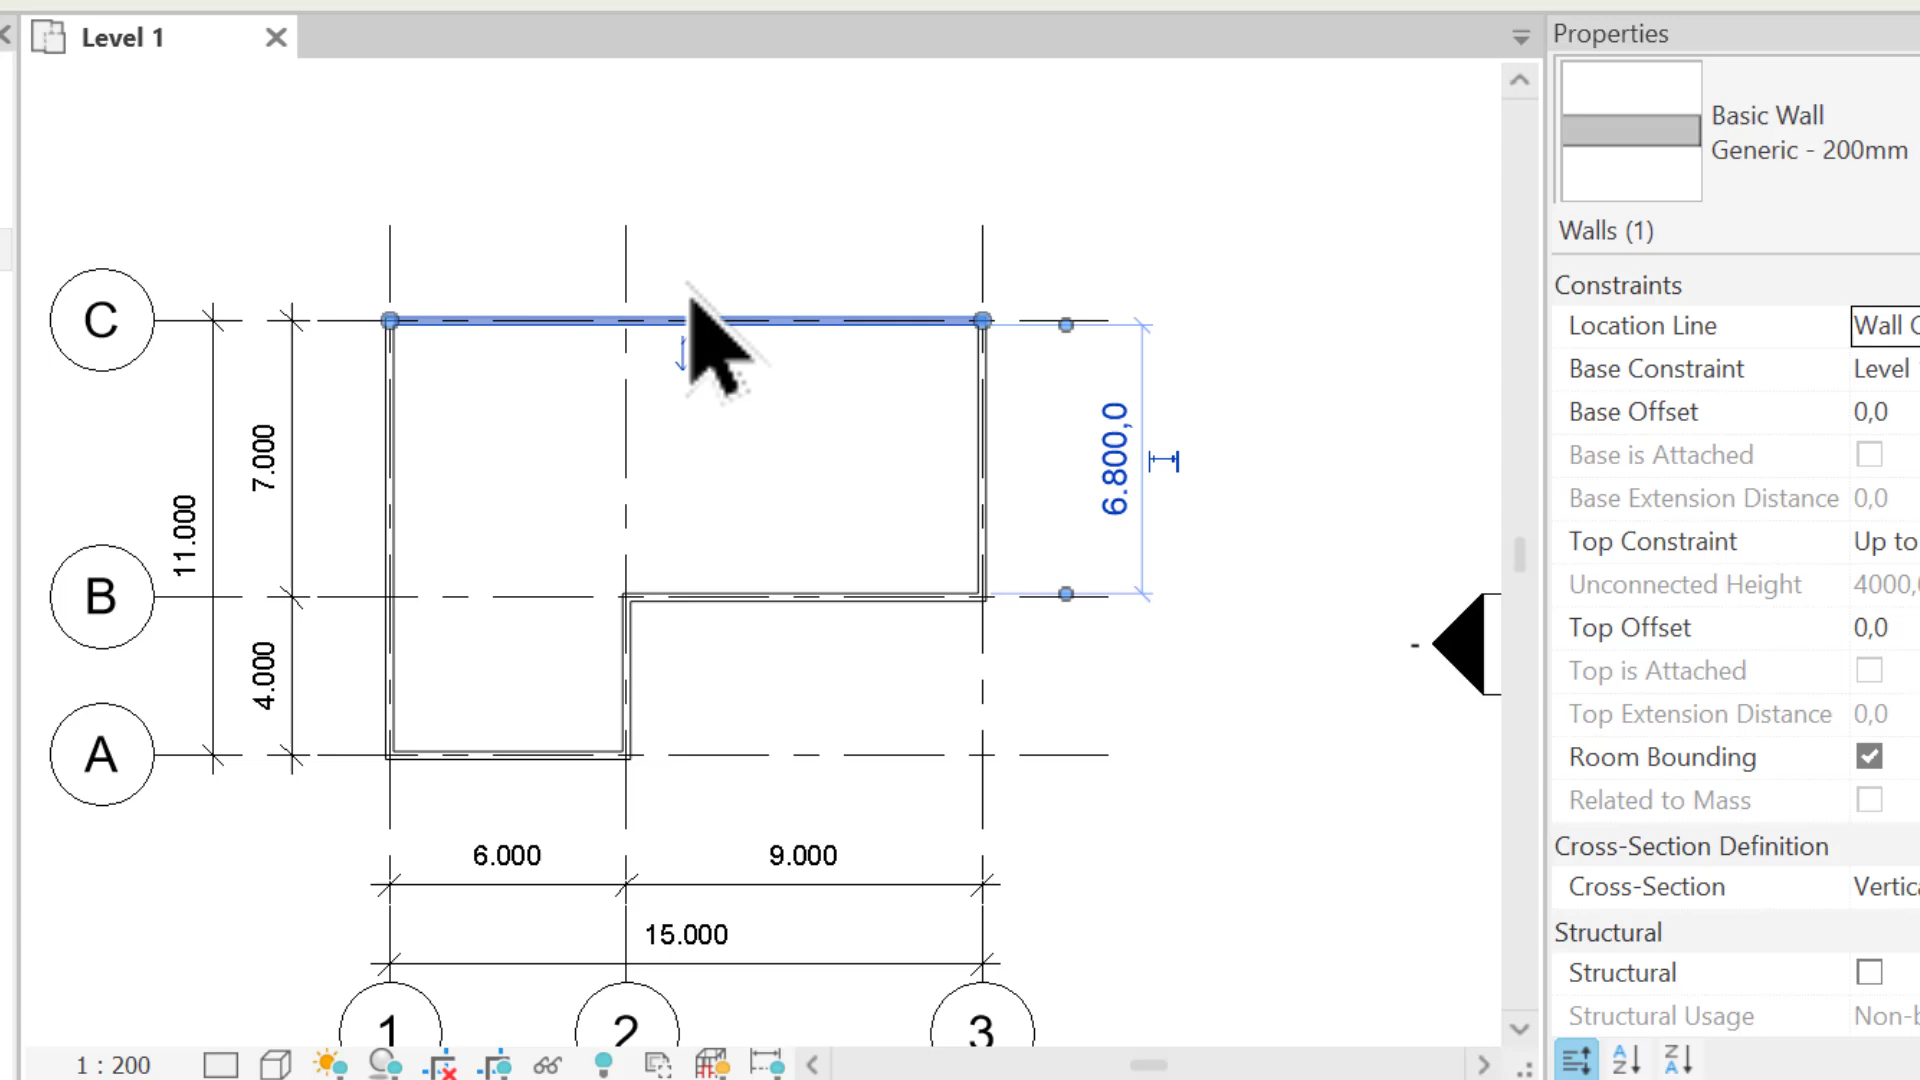 Level 1
Properties
Basic Wall
Generic - 200mm
Walls (1)
Constraints
Location Line Wall C
Base Constraint Level
Base Offset 0,0
Base is Attached
Base Extension Distance 0,0
Top Constraint Up to
Unconnected Height 4000,
Top Offset 0,0
Top is Attached
Top Extension Distance 0,0
Room Bounding
Related to Mass
Cross-Section Definition
Cross-Section Vertica
Structural
Structural
Structural Usage Non-b
C
B
A
7.000
11.000
4.000
6.800,0
-
6.000
9.000
15.000
1
2
3
1 : 200